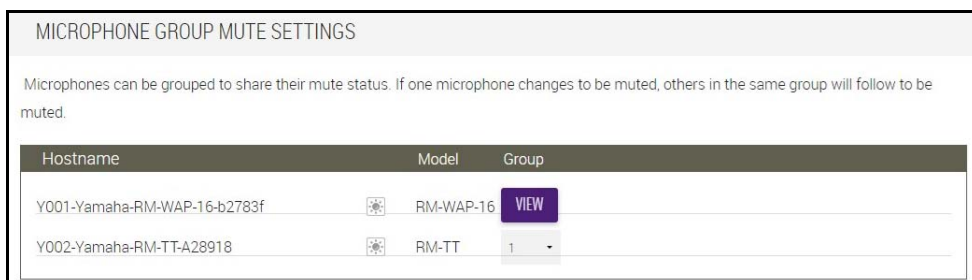 MICROPHONE GROUP MUTE SETTINGS
Microphones can be grouped to share their mute status. If one microphone changes to be muted, others in the same group will follow to be
muted.
Hostname Model Group
Y001-Yamaha-RM-WAP-16-b2783f RM-WAP-16 VIEW
Y002-Yamaha-RM-TT-A28918 RM-TT 1